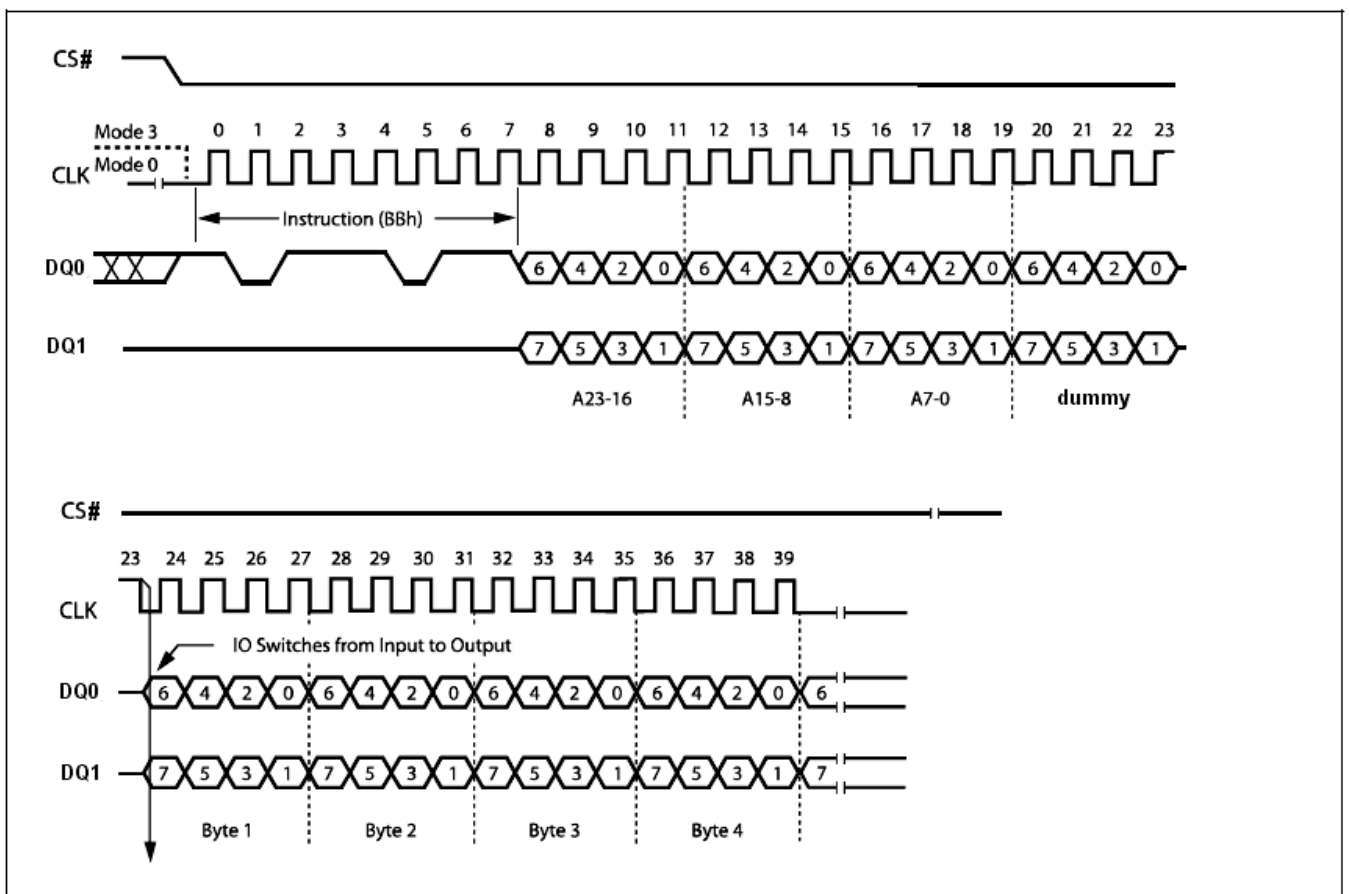 CS#
Mode 3
0 1 2 3 4 5 6 7 8 9 10 11 12 13 14 15 16 17 18 19 20 21 22 23
CLK Mode 0
Instruction (BBh)
DQ0 6 4 2 0 6 4 2 0 6 4 2 0 6 4 2 0
DQ1 7 5 3 1 7 5 3 1 7 5 3 1 7 5 3 1
A23-16 A15-8 A7-0 dummy
CS#
23 24 25 26 27 28 29 30 31 32 33 34 35 36 37 38 39
CLK
IO Switches from Input to Output
DQ0 6 4 2 0 6 4 2 0 6 4 2 0 6 4 2 0 6
DQ1 7 5 3 1 7 5 3 1 7 5 3 1 7 5 3 1 7
Byte 1 Byte 2 Byte 3 Byte 4